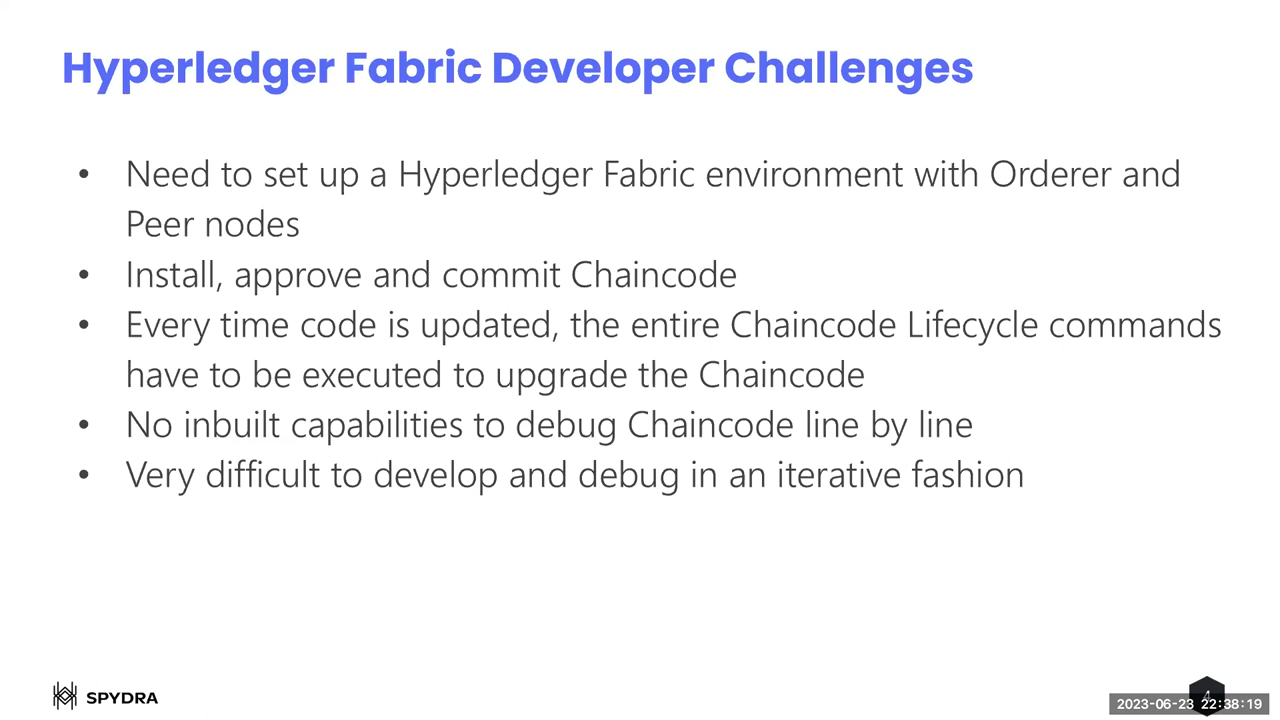 Hyperledger Fabric Developer Challenges
• Need to set up a Hyperledger Fabric environment with Orderer and
Peer nodes
• Install, approve and commit Chaincode
• Every time code is updated, the entire Chaincode Lifecycle commands
have to be executed to upgrade the Chaincode
• No inbuilt capabilities to debug Chaincode line by line
• Very difficult to develop and debug in an iterative fashion
SPYDRA
4
2023-06-23 22:38:19